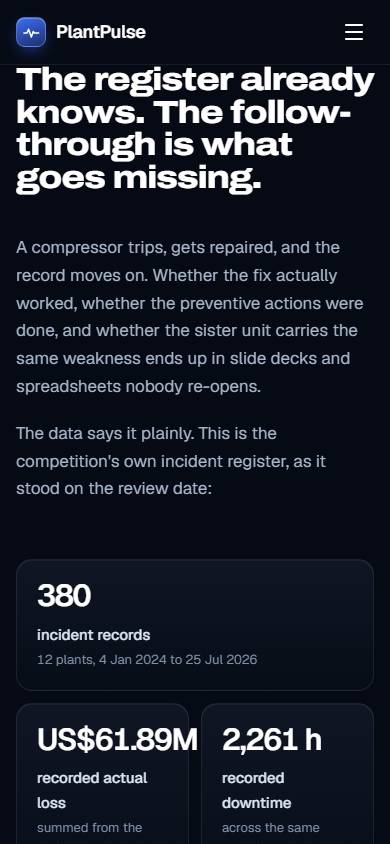 PlantPulse
The register already
knows. The follow-
through is what
goes missing.
A compressor trips, gets repaired, and the
record moves on. Whether the fix actually
worked, whether the preventive actions were
done, and whether the sister unit carries the
same weakness ends up in slide decks and
spreadsheets nobody re-opens.
The data says it plainly. This is the
competition's own incident register, as it
stood on the review date:
380
incident records
12 plants, 4 Jan 2024 to 25 Jul 2026
US$61.89M
recorded actual
loss
summed from the
2,261 h
recorded
downtime
across the same